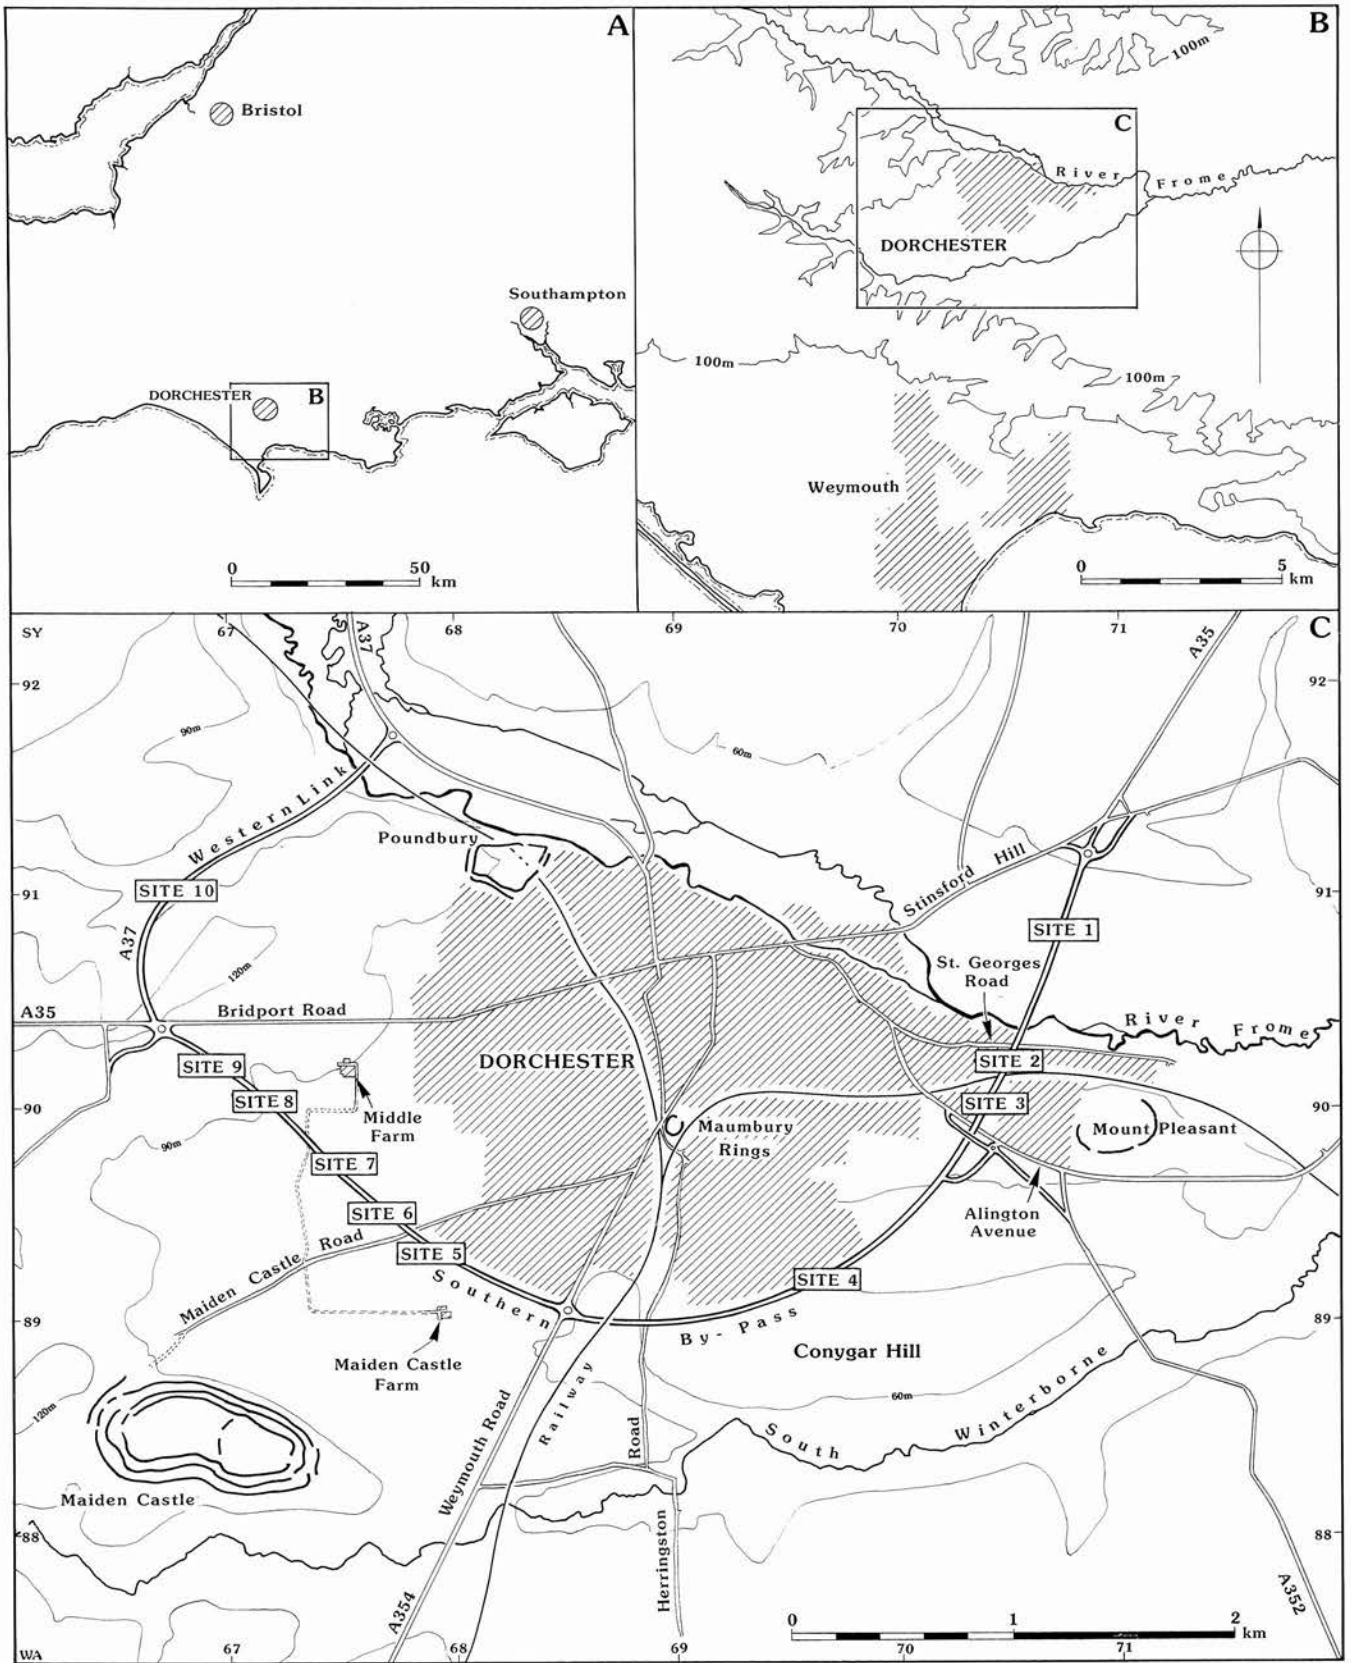 A
Bristol
Southampton
DORCHESTER
B
0 50
km
B
100m
C
River Frome
DORCHESTER
100m
100m
Weymouth
0 5
km
C
SY
67
68
69
70
71
A37
A35
92
92
90m
60m
Western Link
Poundbury
Stinsford Hill
SITE 10
91
91
SITE 1
A37
120m
St. Georges
Road
A35
Bridport Road
River Frome
DORCHESTER
SITE 2
SITE 9
SITE 8
SITE 3
90
90
Middle
Farm
Maumbury
Rings
Mount Pleasant
90m
SITE 7
SITE 6
Alington
Avenue
Maiden Castle Road
SITE 5
SITE 4
Southern By-Pass
89
89
Maiden Castle
Farm
Conygar Hill
120m
Railway
60m
Weymouth Road
South Winterborne
Maiden Castle
Herringston Road
88
88
A354
A352
0 1 2
km
WA
67
68
69
70
71